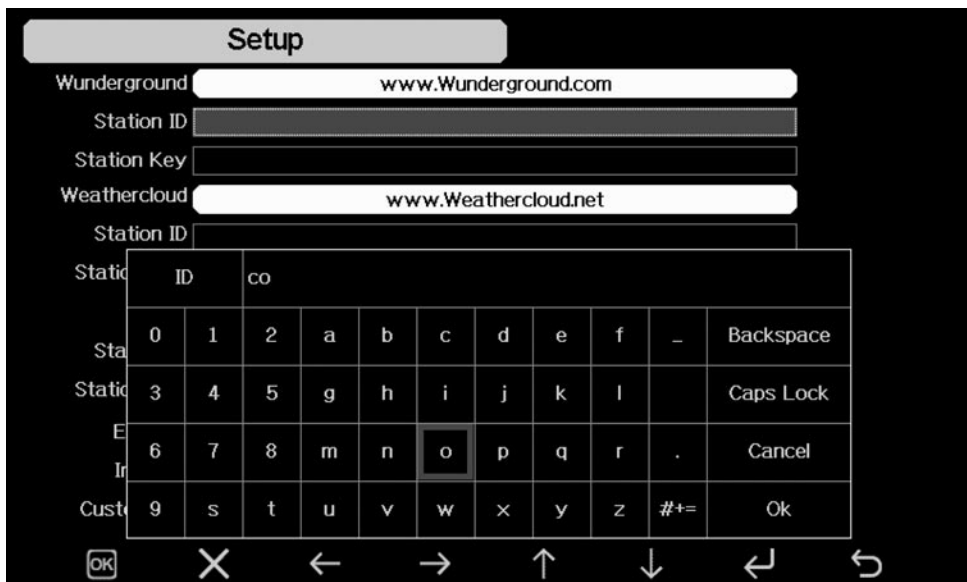 Setup
Wunderground www.Wunderground.com
Station ID
Station Key
Weathercloud www.Weathercloud.net
Station ID
ID co
0 1 2 a b c d e f _ Backspace
3 4 5 g h i j k l Caps Lock
6 7 8 m n o p q r . Cancel
9 s t u v w x y z #+= Ok
OK